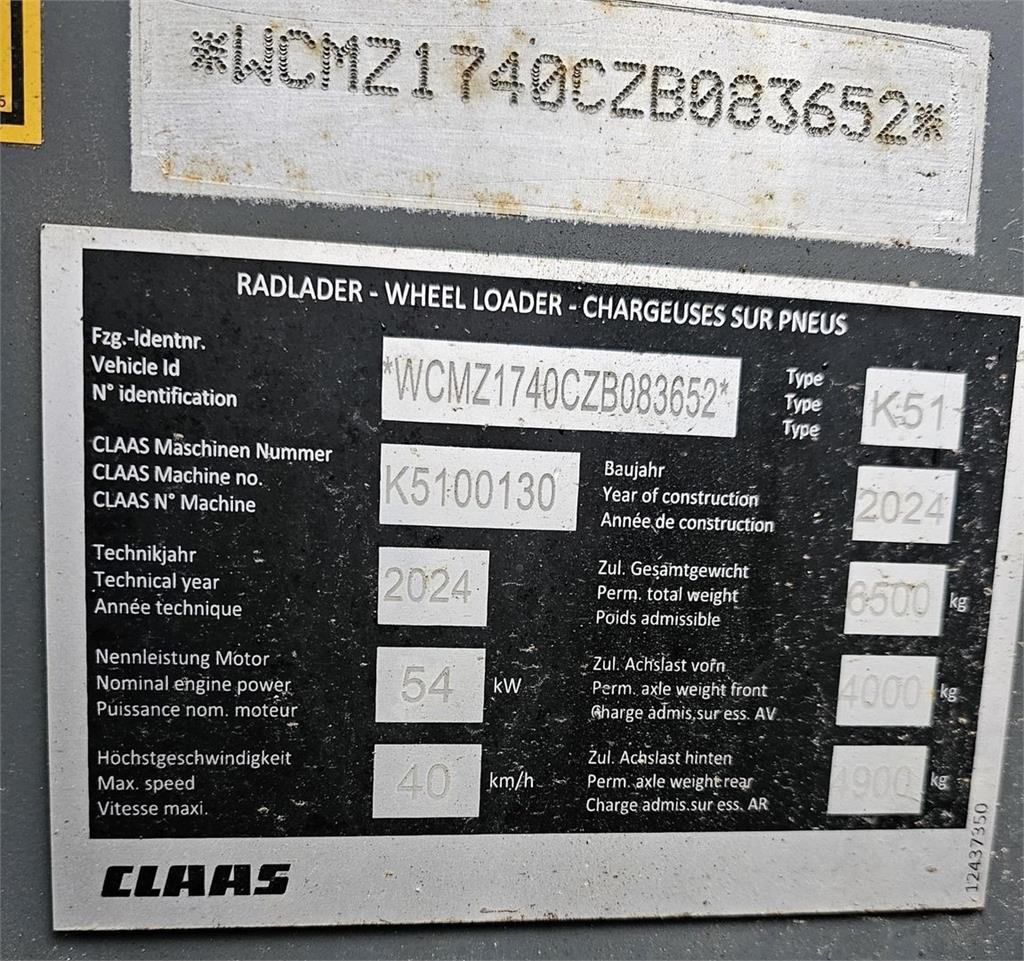 5
*WCMZ1740CZB083652*
RADLADER - WHEEL LOADER - CHARGEUSES SUR PNEUS
Fzg.-Identnr.
Vehicle Id
N° identification
*WCMZ1740CZB083652*
Type
Type
Type
K51
CLAAS Maschinen Nummer
CLAAS Machine no.
CLAAS N° Machine
K5100130
Baujahr
Year of construction
Année de construction
2024
Technikjahr
Technical year
Année technique
2024
Zul. Gesamtgewicht
Perm. total weight
Poids admissible
6500 kg
Nennleistung Motor
Nominal engine power
Puissance nom. moteur
54 kW
Zul. Achslast vorn
Perm. axle weight front
Charge admis.sur ess. AV
4000 kg
Höchstgeschwindigkeit
Max. speed
Vitesse maxi.
40 km/h
Zul. Achslast hinten
Perm. axle weight rear
Charge admis.sur ess. AR
4900 kg
12437350
CLAAS